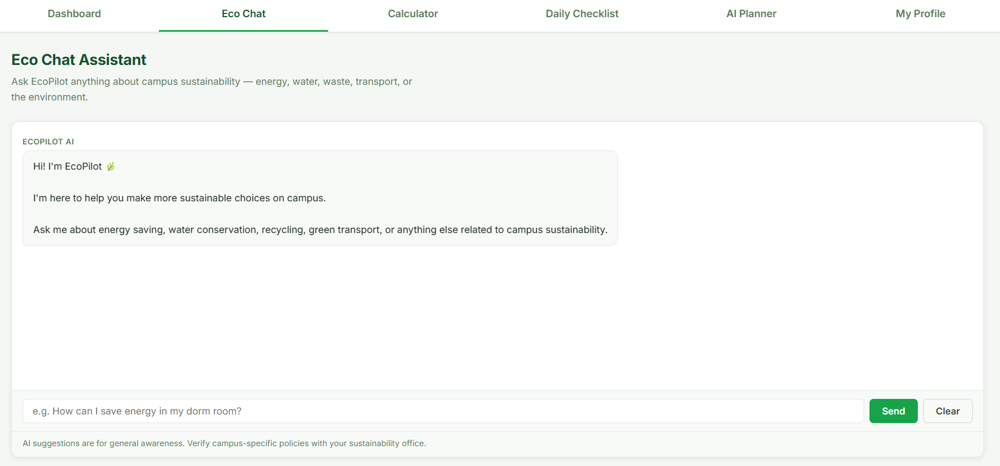 Dashboard Eco Chat Calculator Daily Checklist AI Planner My Profile
Eco Chat Assistant
Ask EcoPilot anything about campus sustainability — energy, water, waste, transport, or
the environment.
ECOPILOT AI
Hi! I'm EcoPilot 🌿
I'm here to help you make more sustainable choices on campus.
Ask me about energy saving, water conservation, recycling, green transport, or anything else related to campus sustainability.
e.g. How can I save energy in my dorm room? Send Clear
AI suggestions are for general awareness. Verify campus-specific policies with your sustainability office.